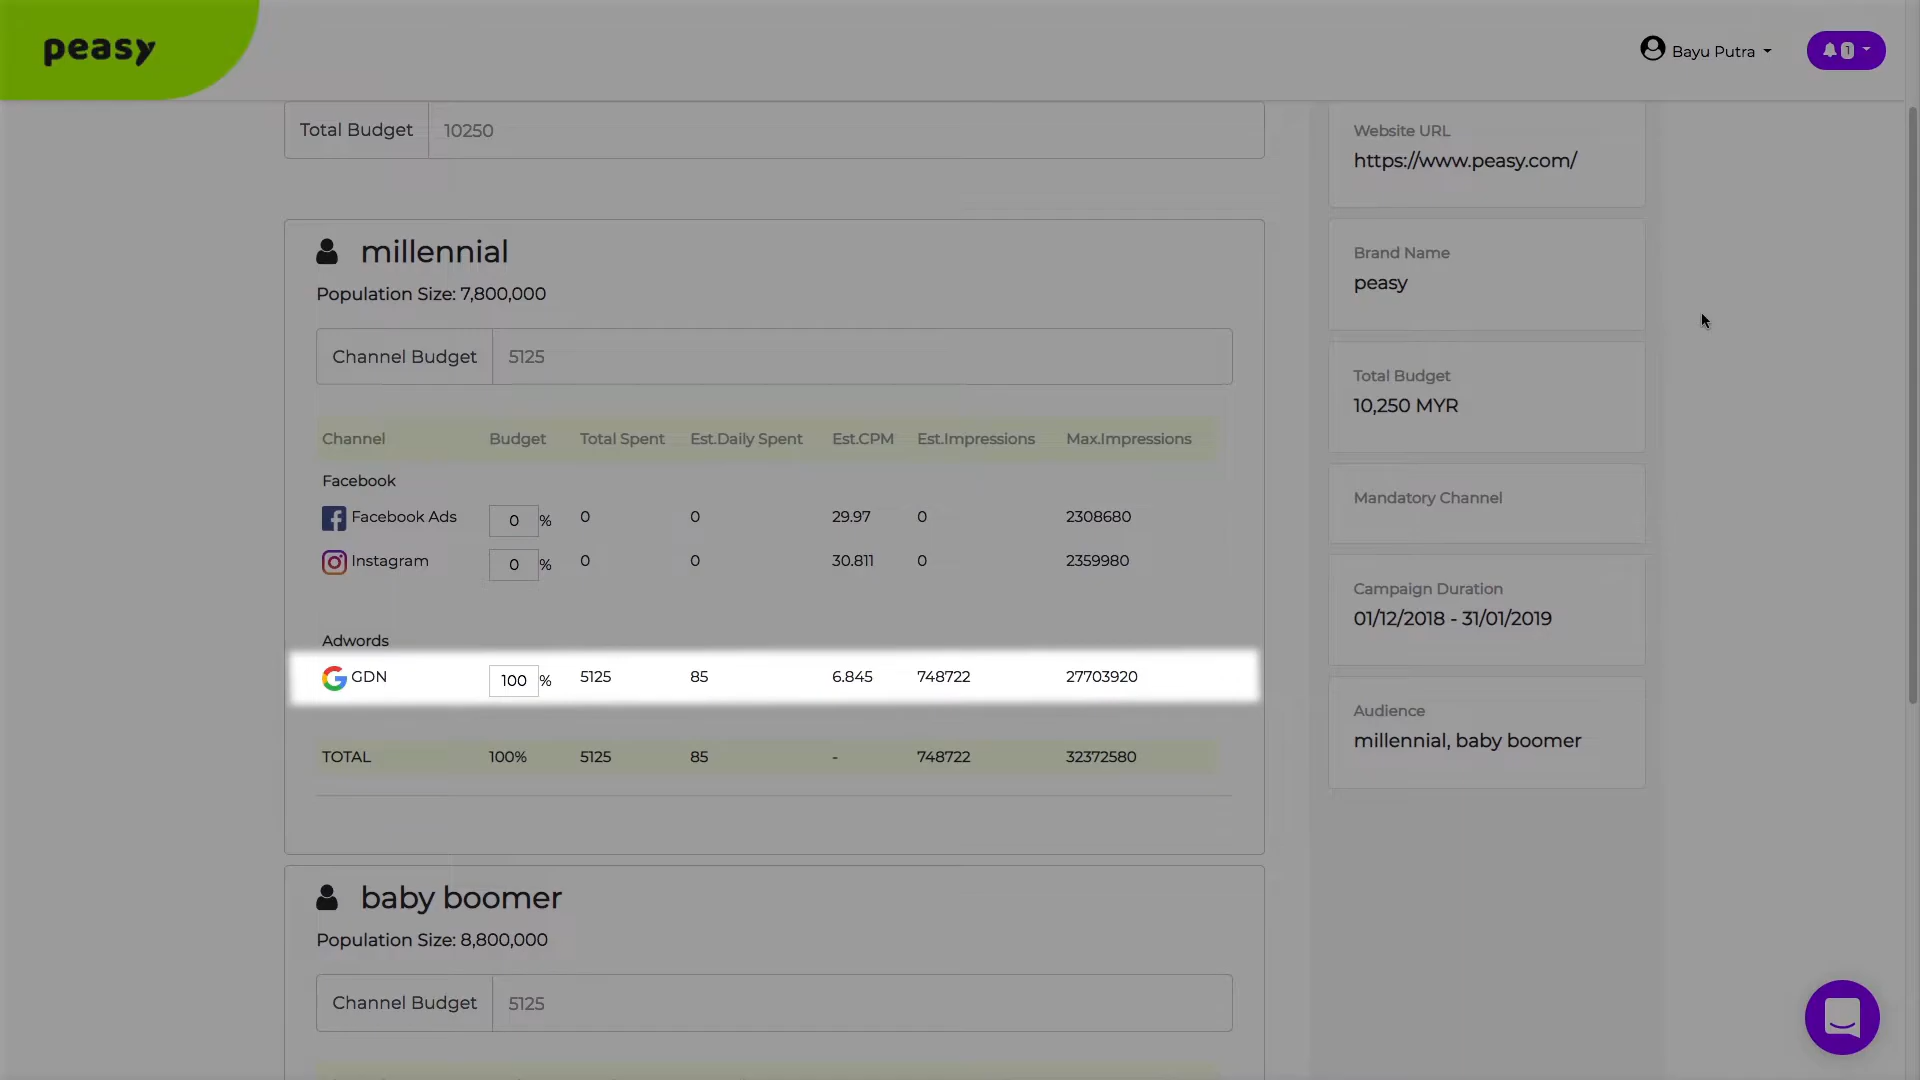 peasy
Bayu Putra
1
Total Budget 10250
millennial
Population Size: 7,800,000
Channel Budget 5125
Channel Budget Total Spent Est.Daily Spent Est.CPM Est.Impressions Max.Impressions
Facebook
Facebook Ads 0 % 0 0 29.97 0 2308680
Instagram 0 % 0 0 30.811 0 2359980
Adwords
GDN 100 % 5125 85 6.845 748722 27703920
TOTAL 100% 5125 85 - 748722 32372580
baby boomer
Population Size: 8,800,000
Channel Budget 5125
Website URL
https://www.peasy.com/
Brand Name
peasy
Total Budget
10,250 MYR
Mandatory Channel
Campaign Duration
01/12/2018 - 31/01/2019
Audience
millennial, baby boomer